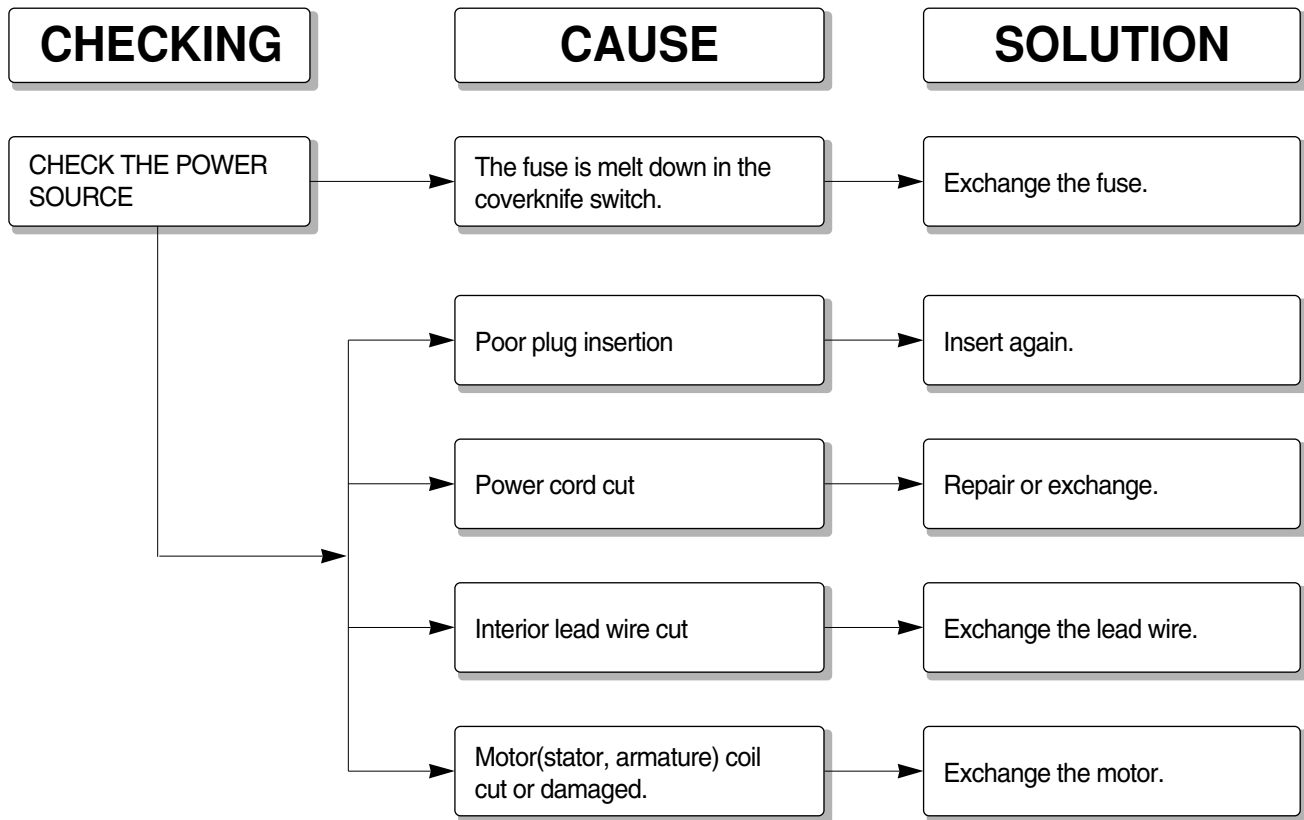 CHECKING
CAUSE
SOLUTION
CHECK THE POWER
SOURCE
The fuse is melt down in the
coverknife switch.
Exchange the fuse.
Poor plug insertion
Insert again.
Power cord cut
Repair or exchange.
Interior lead wire cut
Exchange the lead wire.
Motor(stator, armature) coil
cut or damaged.
Exchange the motor.